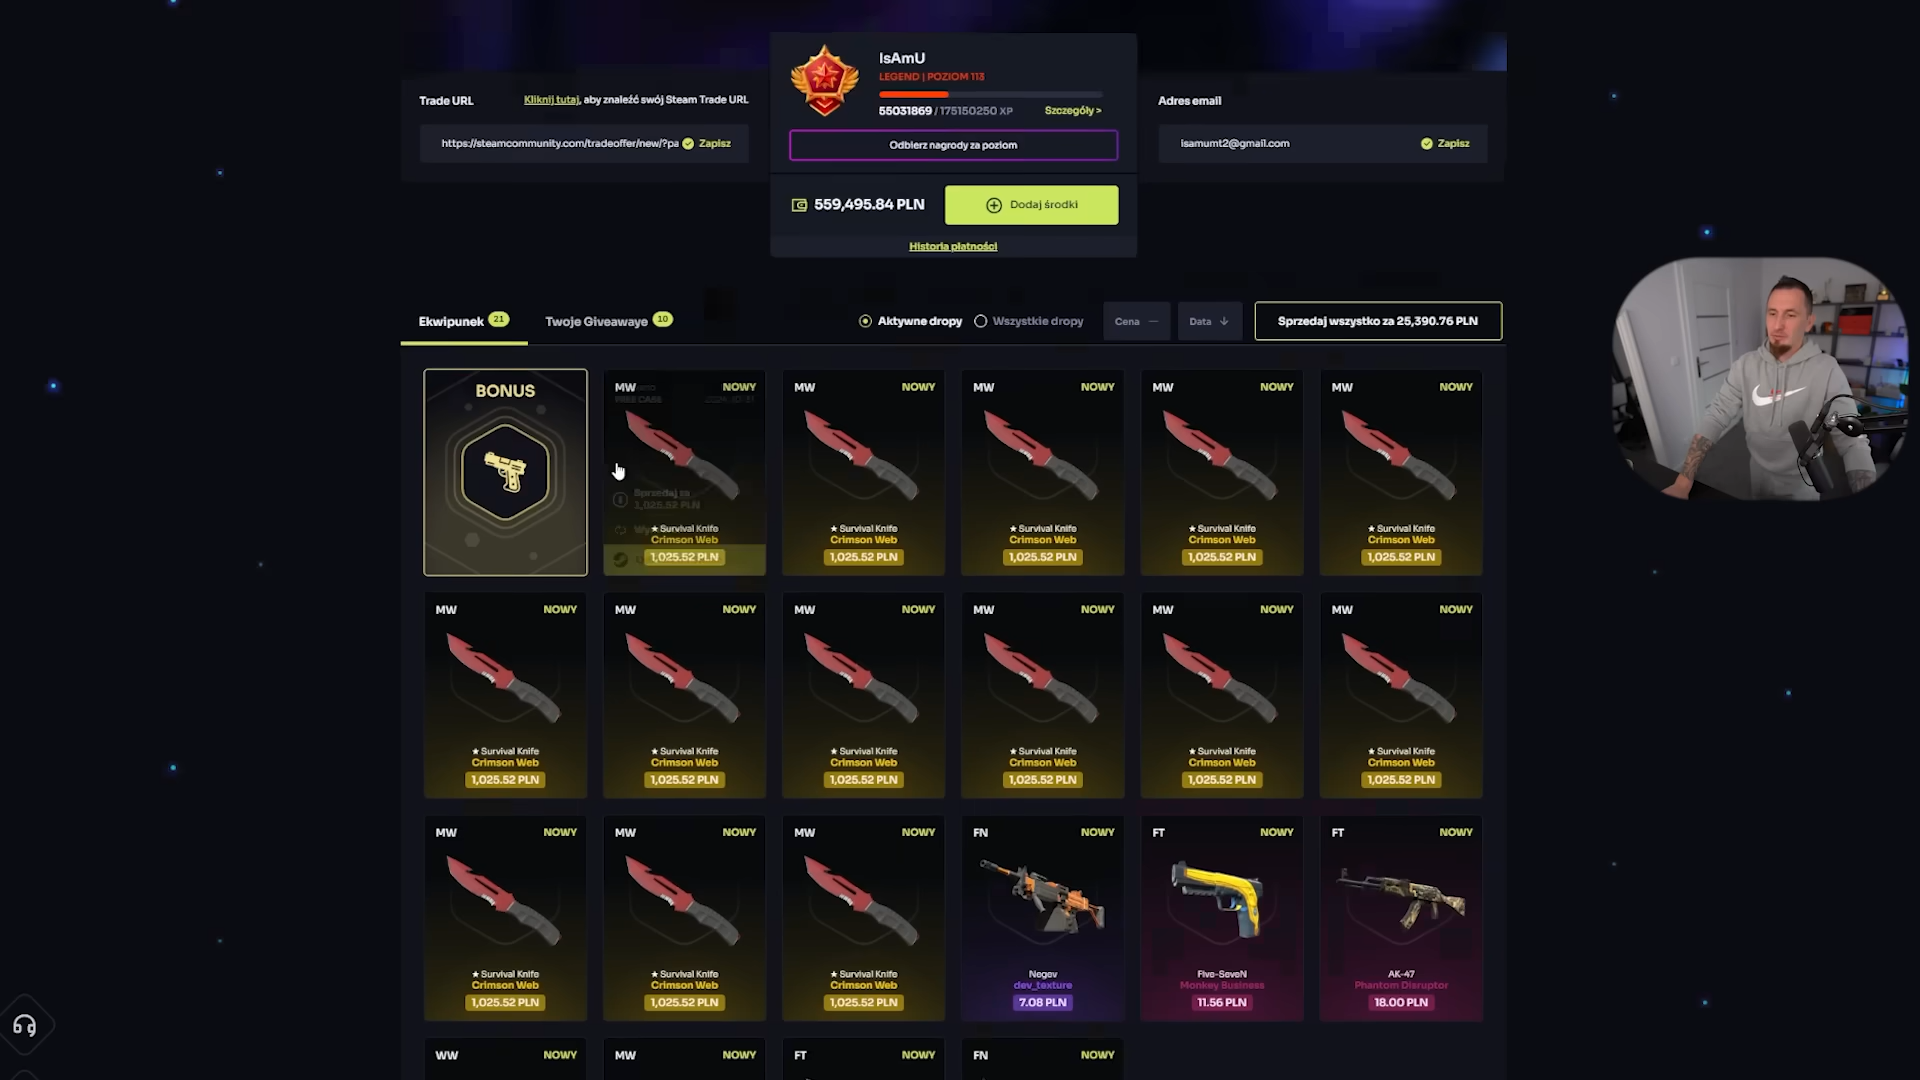 IsAmU
LEGEND | POZIOM 113
55031869 / 175150250 XP
Szczegóły >
Odbierz nagrody za poziom
559,495.84 PLN
Dodaj środki
Historia płatności
Trade URL
Kliknij tutaj, aby znaleźć swój Steam Trade URL
https://steamcommunity.com/tradeoffer/new/?pa
Zapisz
Adres email
isamumt2@gmail.com
Zapisz
Ekwipunek 21
Twoje Giveawaye 10
Aktywne dropy
Wszystkie dropy
Cena
Data
Sprzedaj wszystko za 25,390.76 PLN
BONUS
MW NOWY
FREE CASE
Sprzedaj za
1,025.52 PLN
★ Survival Knife
Crimson Web
1,025.52 PLN
MW NOWY
★ Survival Knife
Crimson Web
1,025.52 PLN
MW NOWY
★ Survival Knife
Crimson Web
1,025.52 PLN
MW NOWY
★ Survival Knife
Crimson Web
1,025.52 PLN
MW NOWY
★ Survival Knife
Crimson Web
1,025.52 PLN
MW NOWY
★ Survival Knife
Crimson Web
1,025.52 PLN
MW NOWY
★ Survival Knife
Crimson Web
1,025.52 PLN
MW NOWY
★ Survival Knife
Crimson Web
1,025.52 PLN
MW NOWY
★ Survival Knife
Crimson Web
1,025.52 PLN
MW NOWY
★ Survival Knife
Crimson Web
1,025.52 PLN
MW NOWY
★ Survival Knife
Crimson Web
1,025.52 PLN
MW NOWY
★ Survival Knife
Crimson Web
1,025.52 PLN
MW NOWY
★ Survival Knife
Crimson Web
1,025.52 PLN
MW NOWY
★ Survival Knife
Crimson Web
1,025.52 PLN
FN NOWY
Negev
dev_texture
7.08 PLN
FT NOWY
Five-SeveN
Monkey Business
11.56 PLN
FT NOWY
AK-47
Phantom Disruptor
18.00 PLN
WW NOWY
MW NOWY
FT NOWY
FN NOWY